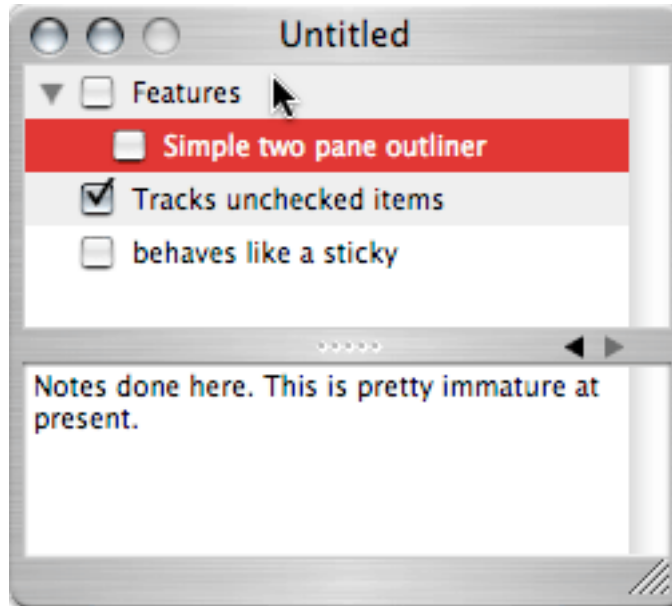 Untitled
Features
Simple two pane outliner
Tracks unchecked items
behaves like a sticky
Notes done here. This is pretty immature at
present.